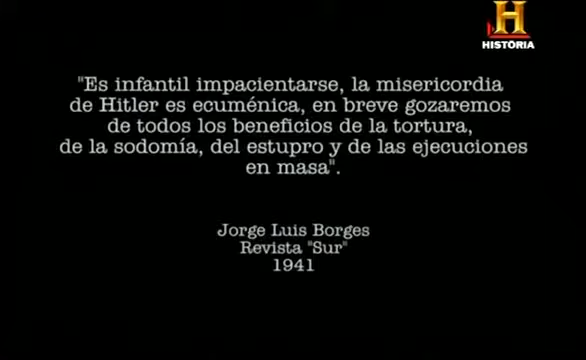 H
HISTORIA
"Es infantil impacientarse, la misericordia
de Hitler es ecuménica, en breve gozaremos
de todos los beneficios de la tortura,
de la sodomía, del estupro y de las ejecuciones
en masa".
Jorge Luis Borges
Revista "Sur"
1941